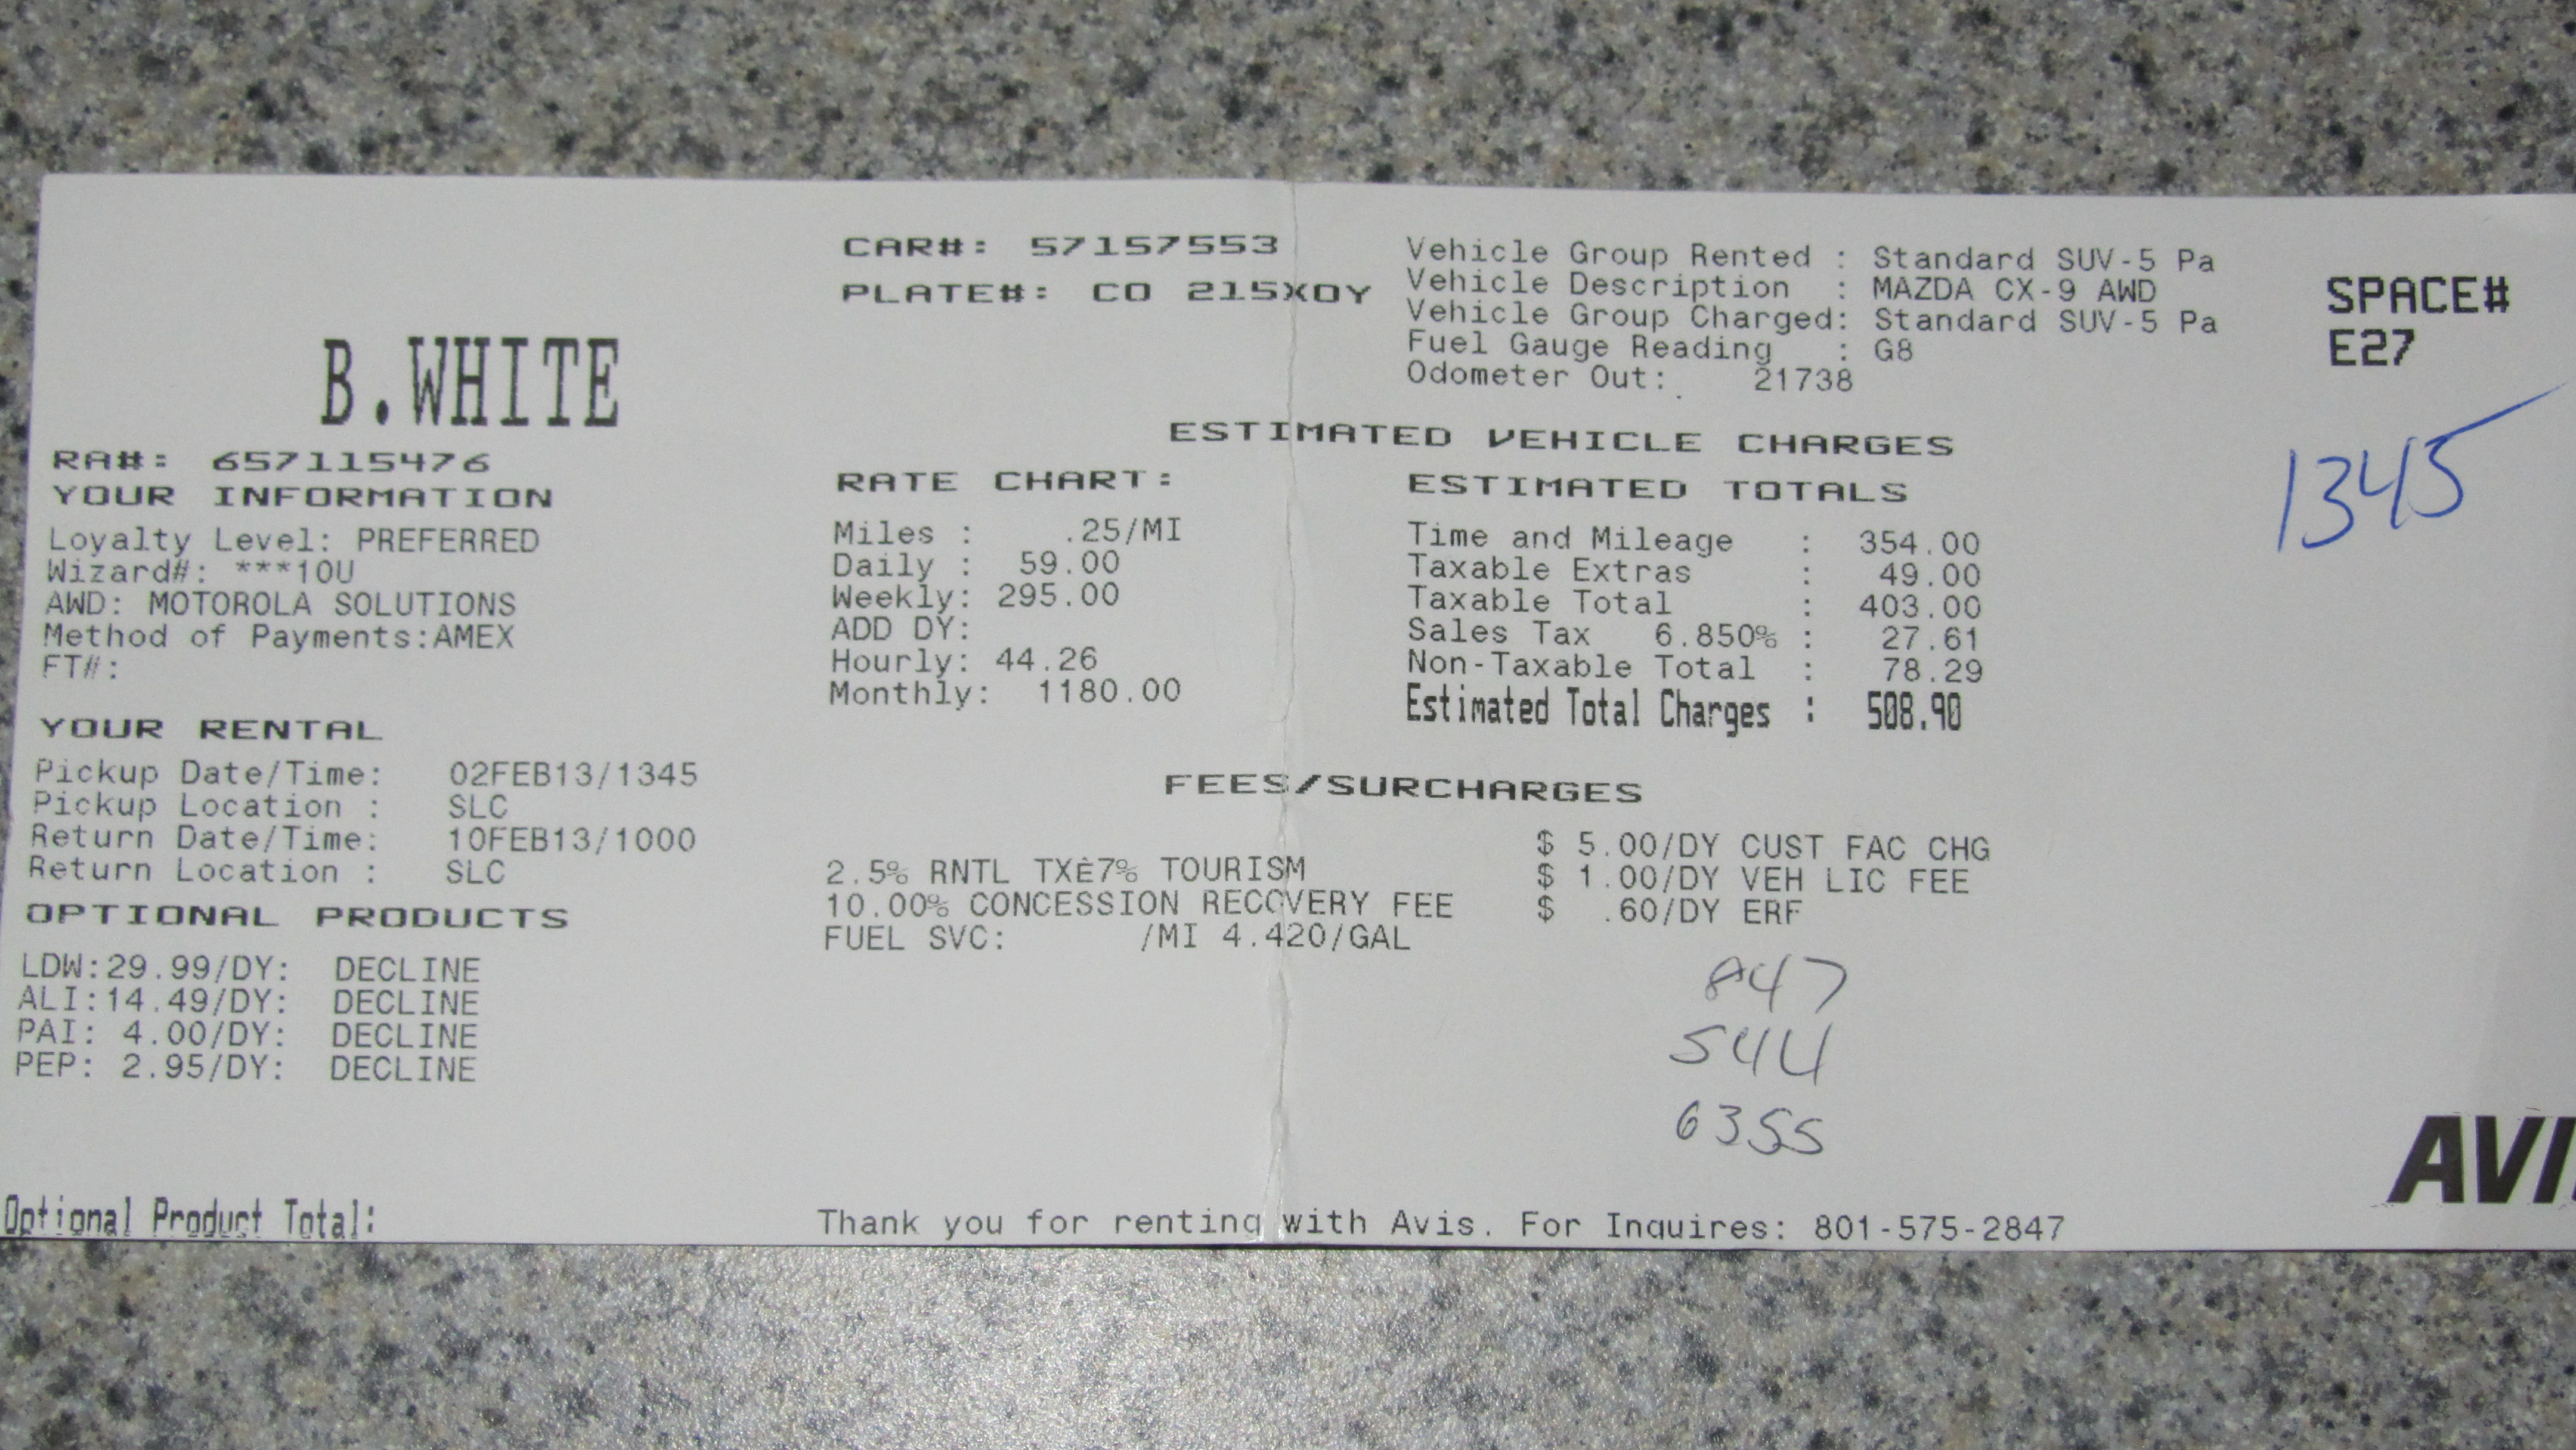 B.WHITE
RA#: 657115476
YOUR INFORMATION
Loyalty Level: PREFERRED
Wizard#: ***10U
AWD: MOTOROLA SOLUTIONS
Method of Payments:AMEX
FT#:
YOUR RENTAL
Pickup Date/Time: 02FEB13/1345
Pickup Location : SLC
Return Date/Time: 10FEB13/1000
Return Location : SLC
OPTIONAL PRODUCTS
LDW:29.99/DY: DECLINE
ALI:14.49/DY: DECLINE
PAI: 4.00/DY: DECLINE
PEP: 2.95/DY: DECLINE
Optional Product Total:
CAR#: 57157553
PLATE#: CO 215XOY
Vehicle Group Rented : Standard SUV-5 Pa
Vehicle Description : MAZDA CX-9 AWD
Vehicle Group Charged: Standard SUV-5 Pa
Fuel Gauge Reading : G8
Odometer Out: 21738
SPACE#
E27
1345
ESTIMATED VEHICLE CHARGES
RATE CHART:
Miles : .25/MI
Daily : 59.00
Weekly: 295.00
ADD DY:
Hourly: 44.26
Monthly: 1180.00
ESTIMATED TOTALS
Time and Mileage : 354.00
Taxable Extras : 49.00
Taxable Total : 403.00
Sales Tax 6.850% : 27.61
Non-Taxable Total : 78.29
Estimated Total Charges : 508.90
FEES/SURCHARGES
2.5% RNTL TXÈ7% TOURISM
10.00% CONCESSION RECOVERY FEE
FUEL SVC: /MI 4.420/GAL
$ 5.00/DY CUST FAC CHG
$ 1.00/DY VEH LIC FEE
$ .60/DY ERF
847
544
6355
Thank you for renting with Avis. For Inquires: 801-575-2847
AVI